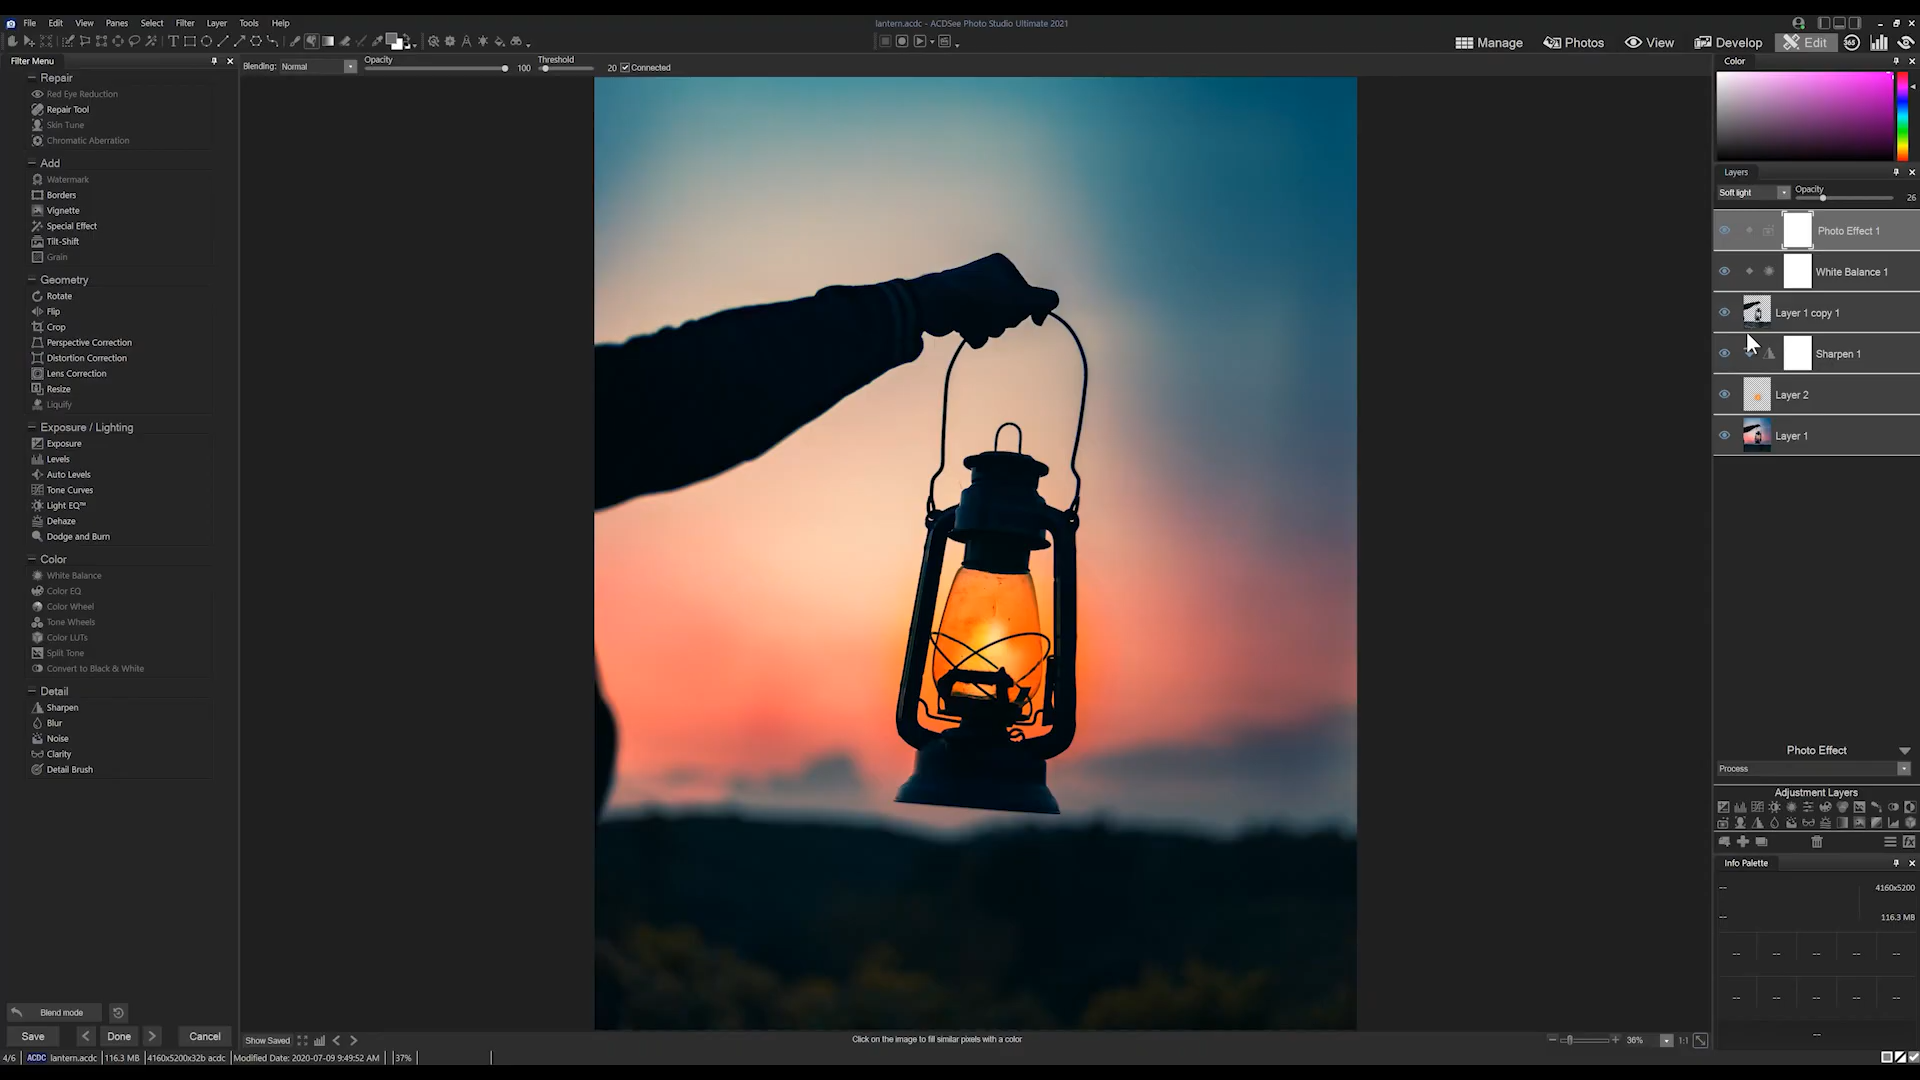 lantern.acdc - ACDSee Photo Studio Ultimate 2021
File Edit View Panes Select Filter Layer Tools Help
Manage Photos View Develop Edit 365
Filter Menu
Blending: Normal Opacity 100 Threshold 20 Connected
Repair
Red Eye Reduction
Repair Tool
Skin Tune
Chromatic Aberration
Add
Watermark
Borders
Vignette
Special Effect
Tilt-Shift
Grain
Geometry
Rotate
Flip
Crop
Perspective Correction
Distortion Correction
Lens Correction
Resize
Liquify
Exposure / Lighting
Exposure
Levels
Auto Levels
Tone Curves
Light EQ™
Dehaze
Dodge and Burn
Color
White Balance
Color EQ
Color Wheel
Tone Wheels
Color LUTs
Split Tone
Convert to Black & White
Detail
Sharpen
Blur
Noise
Clarity
Detail Brush
Blend mode
Save Done Cancel
Color
Layers
Soft light Opacity 26
Photo Effect 1
White Balance 1
Layer 1 copy 1
Sharpen 1
Layer 2
Layer 1
Photo Effect
Process
Adjustment Layers
Info Palette
-- 4160x5200
-- 116.3 MB
-- -- -- -- --
-- -- -- -- --
--
Show Saved Click on the image to fill similar pixels with a color 36% 1:1
4/6 ACDC lantern.acdc 116.3 MB 4160x5200x32b acdc Modified Date: 2020-07-09 9:49:52 AM 37%